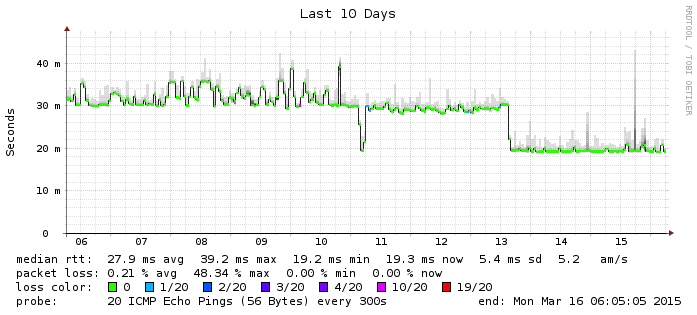 Last 10 Days
RRDTOOL / TOBI OETIKER
Seconds
40 m
30 m
20 m
10 m
0
06 07 08 09 10 11 12 13 14 15
median rtt: 27.9 ms avg 39.2 ms max 19.2 ms min 19.3 ms now 5.4 ms sd 5.2 am/s
packet loss: 0.21 % avg 48.34 % max 0.00 % min 0.00 % now
loss color: 0 1/20 2/20 3/20 4/20 10/20 19/20
probe: 20 ICMP Echo Pings (56 Bytes) every 300s end: Mon Mar 16 06:05:05 2015